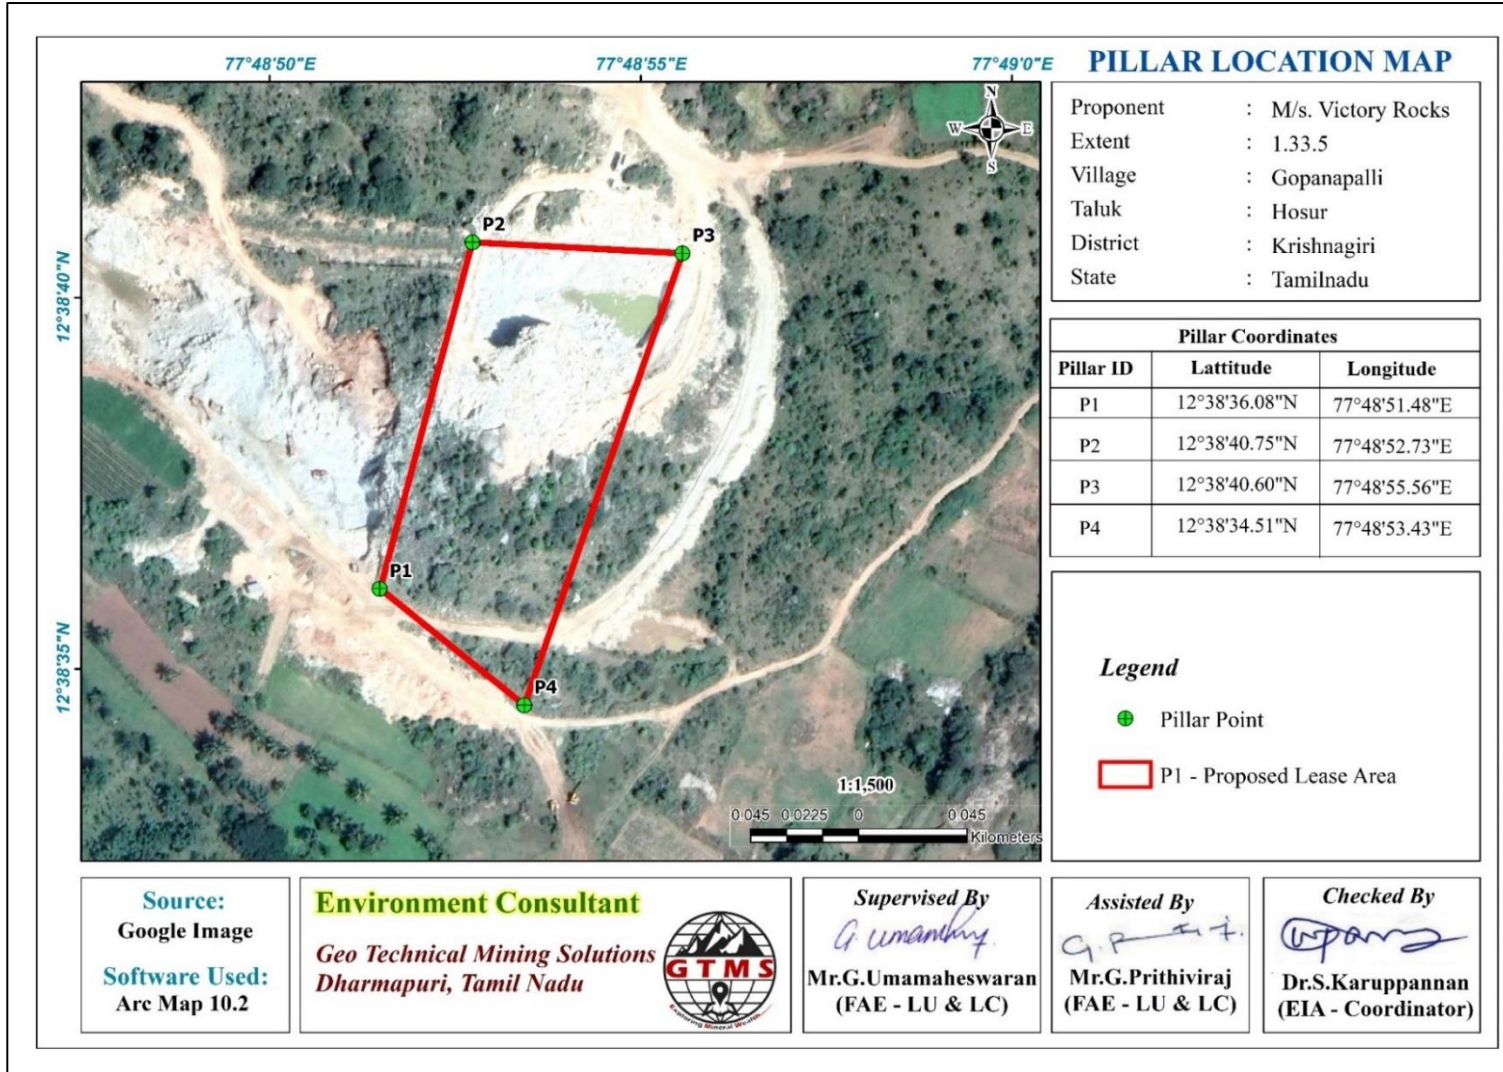 77°48'50"E
77°48'55"E
77°49'0"E
PILLAR LOCATION MAP
Proponent : M/s. Victory Rocks
Extent : 1.33.5
Village : Gopanapalli
Taluk : Hosur
District : Krishnagiri
State : Tamilnadu
N
W E
S
P2
P3
12°38'40"N
Pillar Coordinates
Pillar ID Lattitude Longitude
P1 12°38'36.08"N 77°48'51.48"E
P2 12°38'40.75"N 77°48'52.73"E
P3 12°38'40.60"N 77°48'55.56"E
P4 12°38'34.51"N 77°48'53.43"E
P1
12°38'35"N
P4
Legend
Pillar Point
P1 - Proposed Lease Area
1:1,500
0.045 0.0225 0 0.045
Kilometers
Source:
Google Image
Software Used:
Arc Map 10.2
Environment Consultant
Geo Technical Mining Solutions
Dharmapuri, Tamil Nadu
GTMS
Exploring Mineral Wealth
Supervised By
Mr.G.Umamaheswaran
(FAE - LU & LC)
Assisted By
Mr.G.Prithiviraj
(FAE - LU & LC)
Checked By
Dr.S.Karuppannan
(EIA - Coordinator)